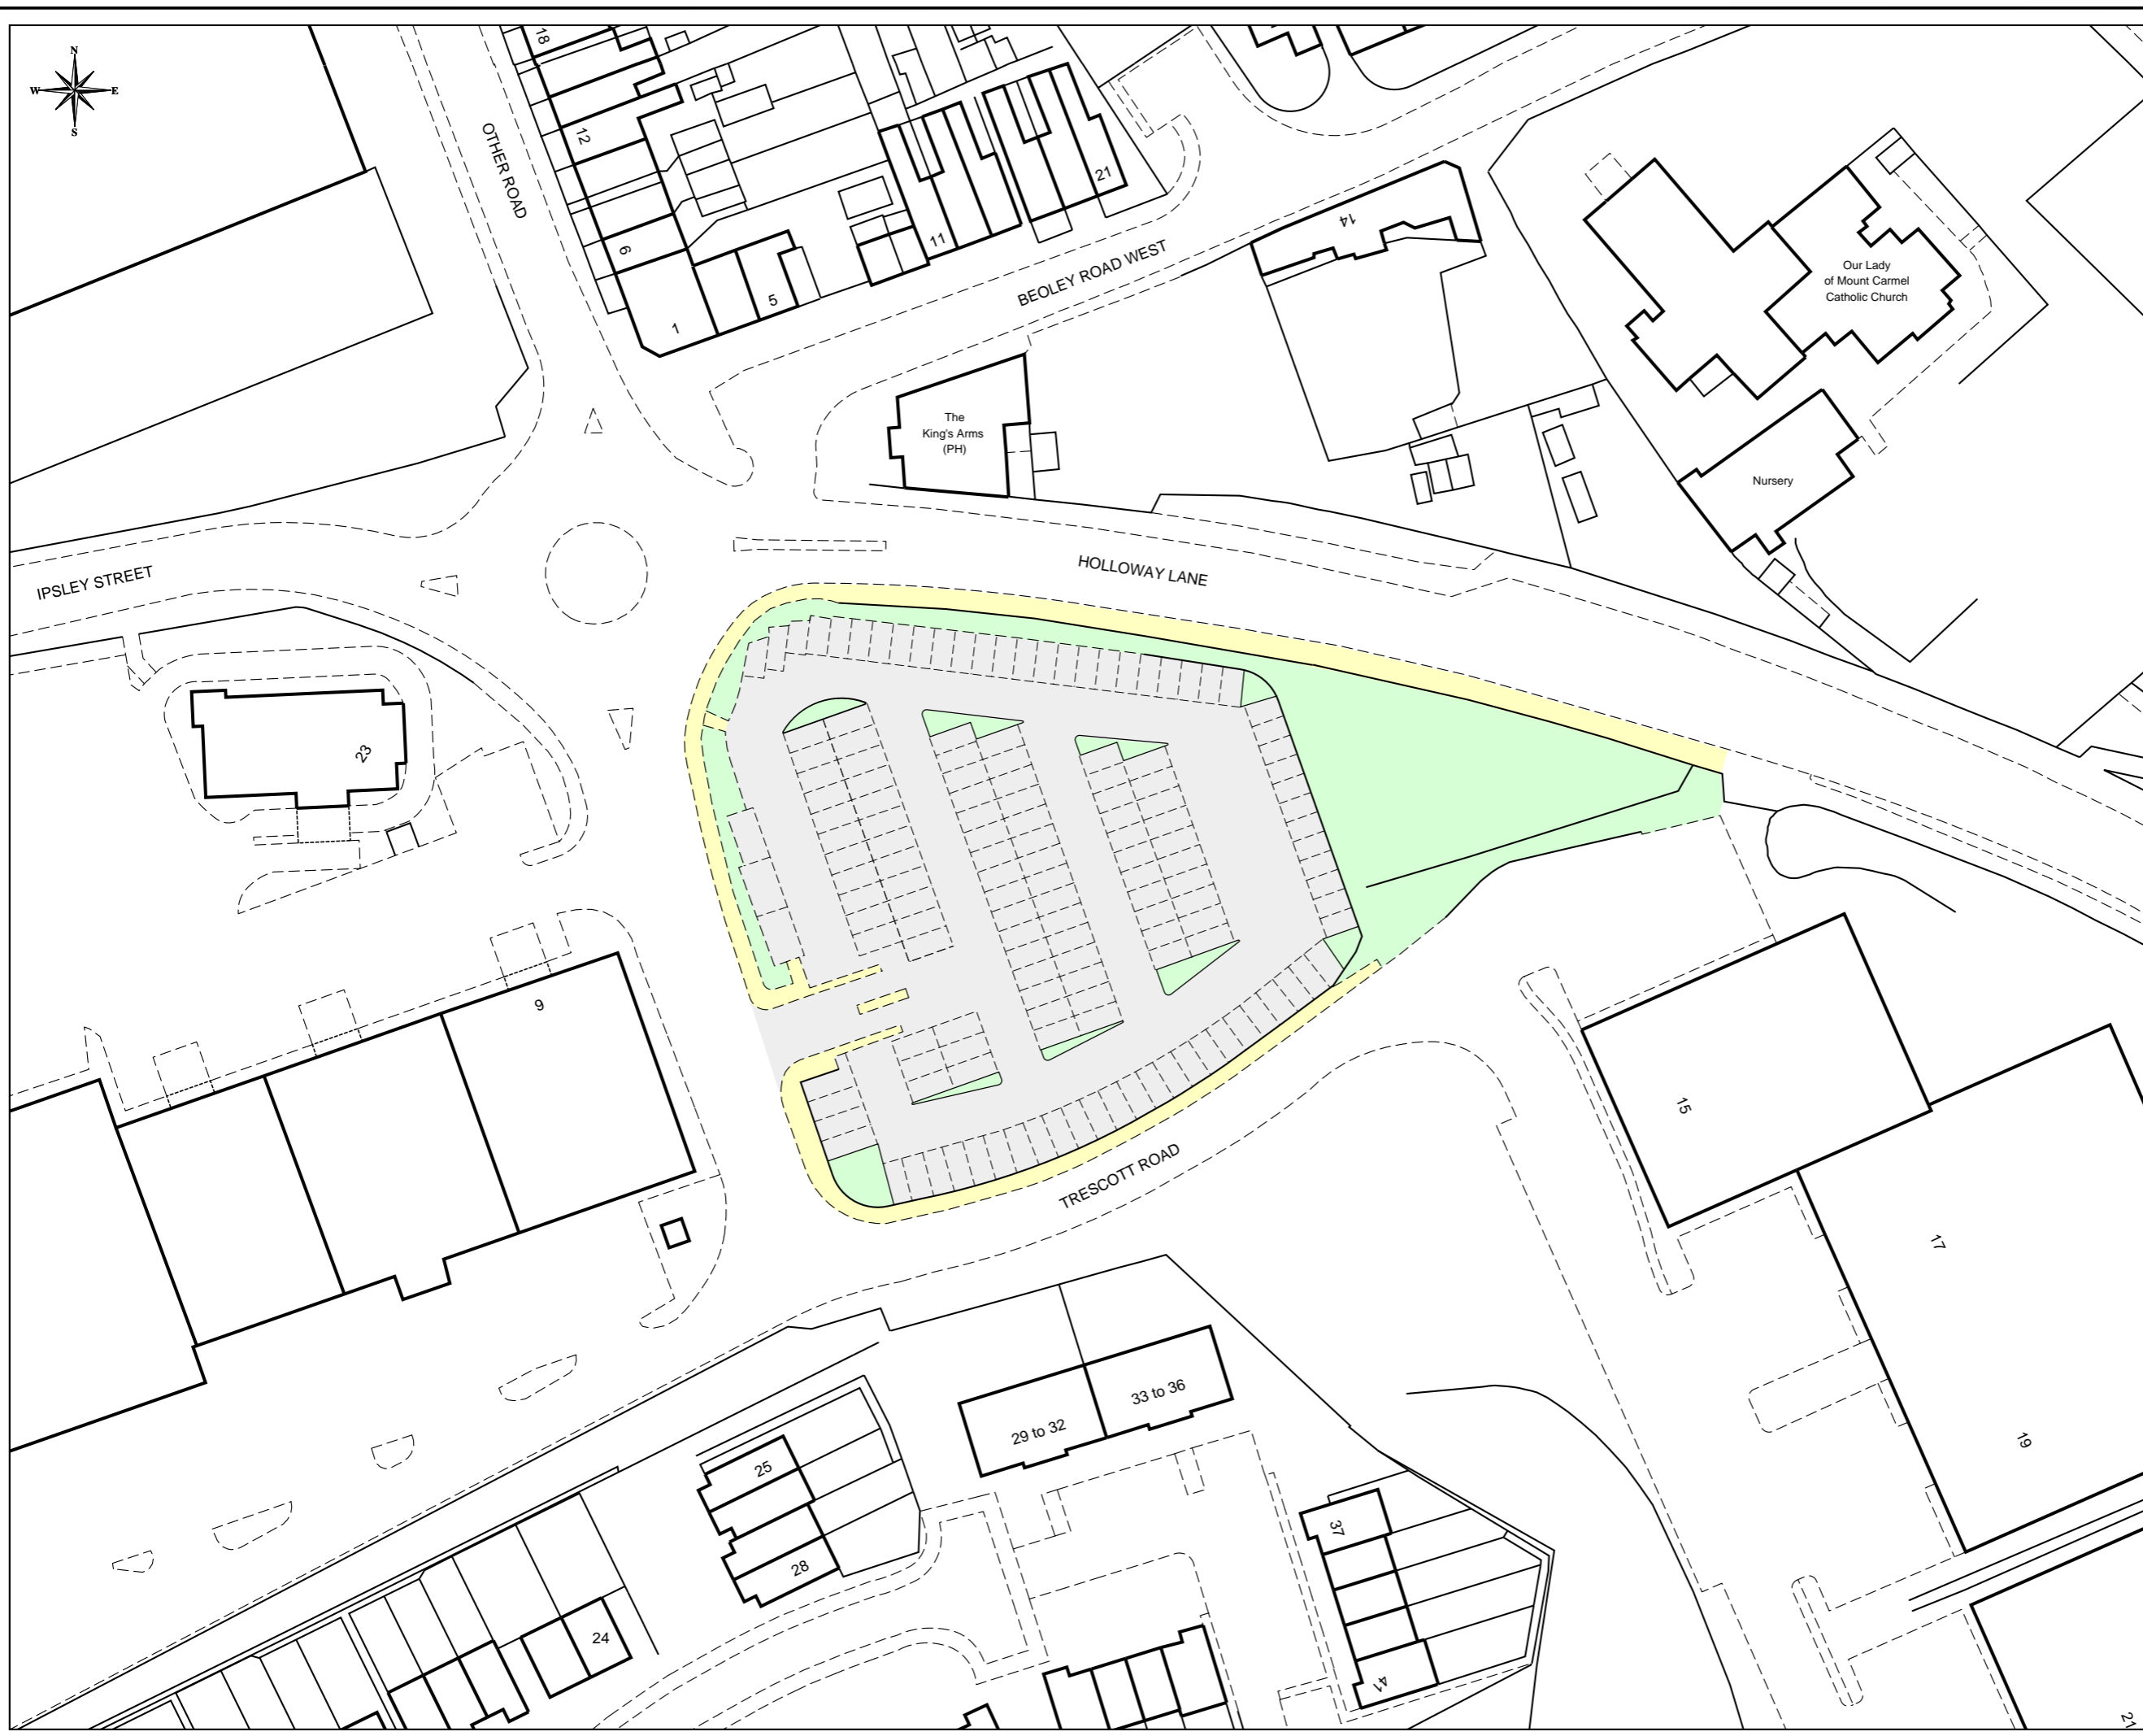 N
W E
S
18
OTHER ROAD
12
6
1
5
11
21
BEOLEY ROAD WEST
14
Our Lady
of Mount Carmel
Catholic Church
The
King's Arms
(PH)
Nursery
IPSLEY STREET
HOLLOWAY LANE
23
9
15
TRESCOTT ROAD
17
33 to 36
29 to 32
19
25
37
28
24
41
21